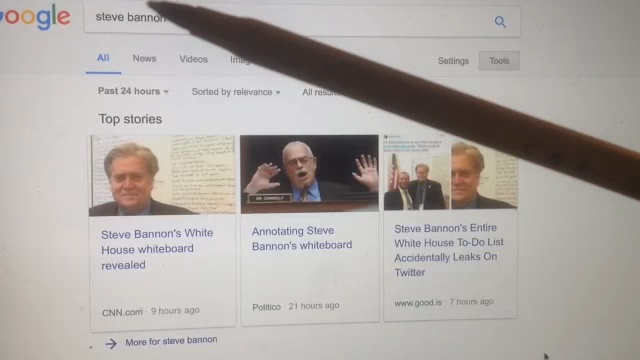 oogle
steve bannon
All News Videos Settings Tools
Past 24 hours Sorted by relevance All
Top stories
MR. CONNOLLY
Steve Bannon's White
House whiteboard
revealed
CNN.com · 9 hours ago
Annotating Steve
Bannon's whiteboard
Politico · 21 hours ago
Steve Bannon's Entire
White House To-Do List
Accidentally Leaks On
Twitter
www.good.is · 7 hours ago
More for steve bannon